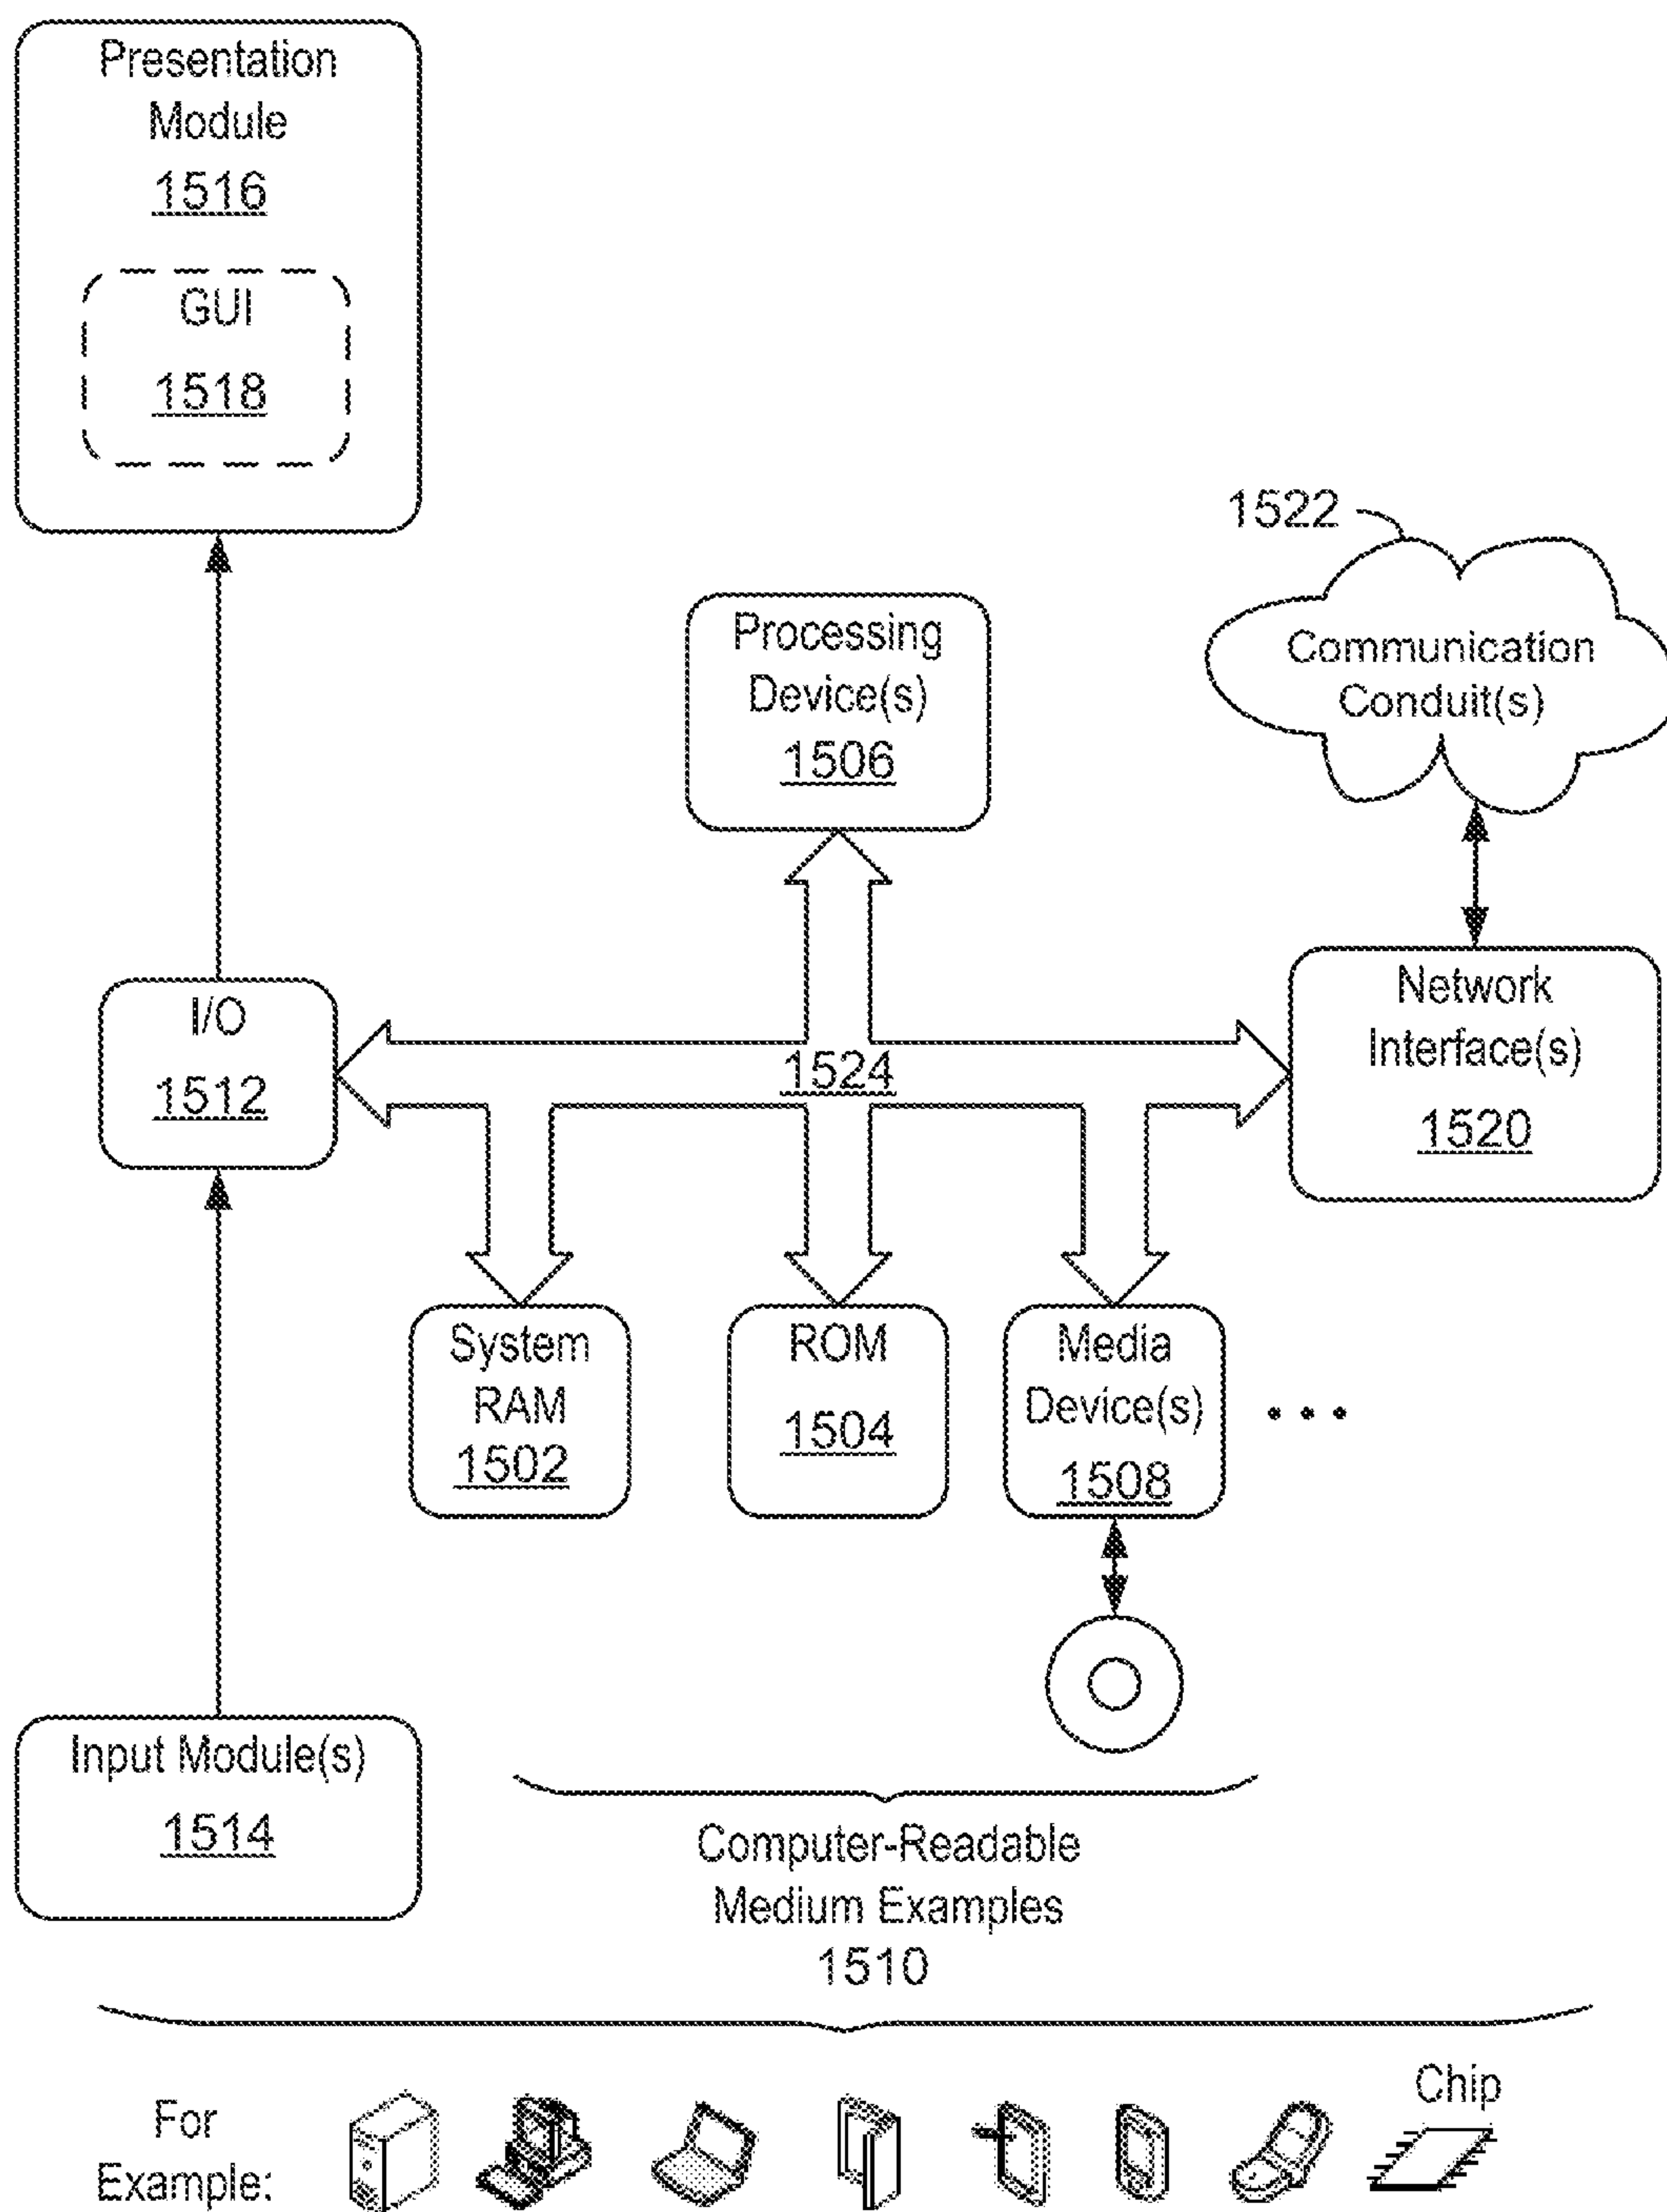 Presentation
Module
1516
GUI
1518
1522
Communication
Conduit(s)
Processing
Device(s)
1506
I/O
1512
1524
Network
Interface(s)
1520
System
RAM
1502
ROM
1504
Media
Device(s)
1508
• • •
Input Module(s)
1514
Computer-Readable
Medium Examples
1510
For
Example:
Chip